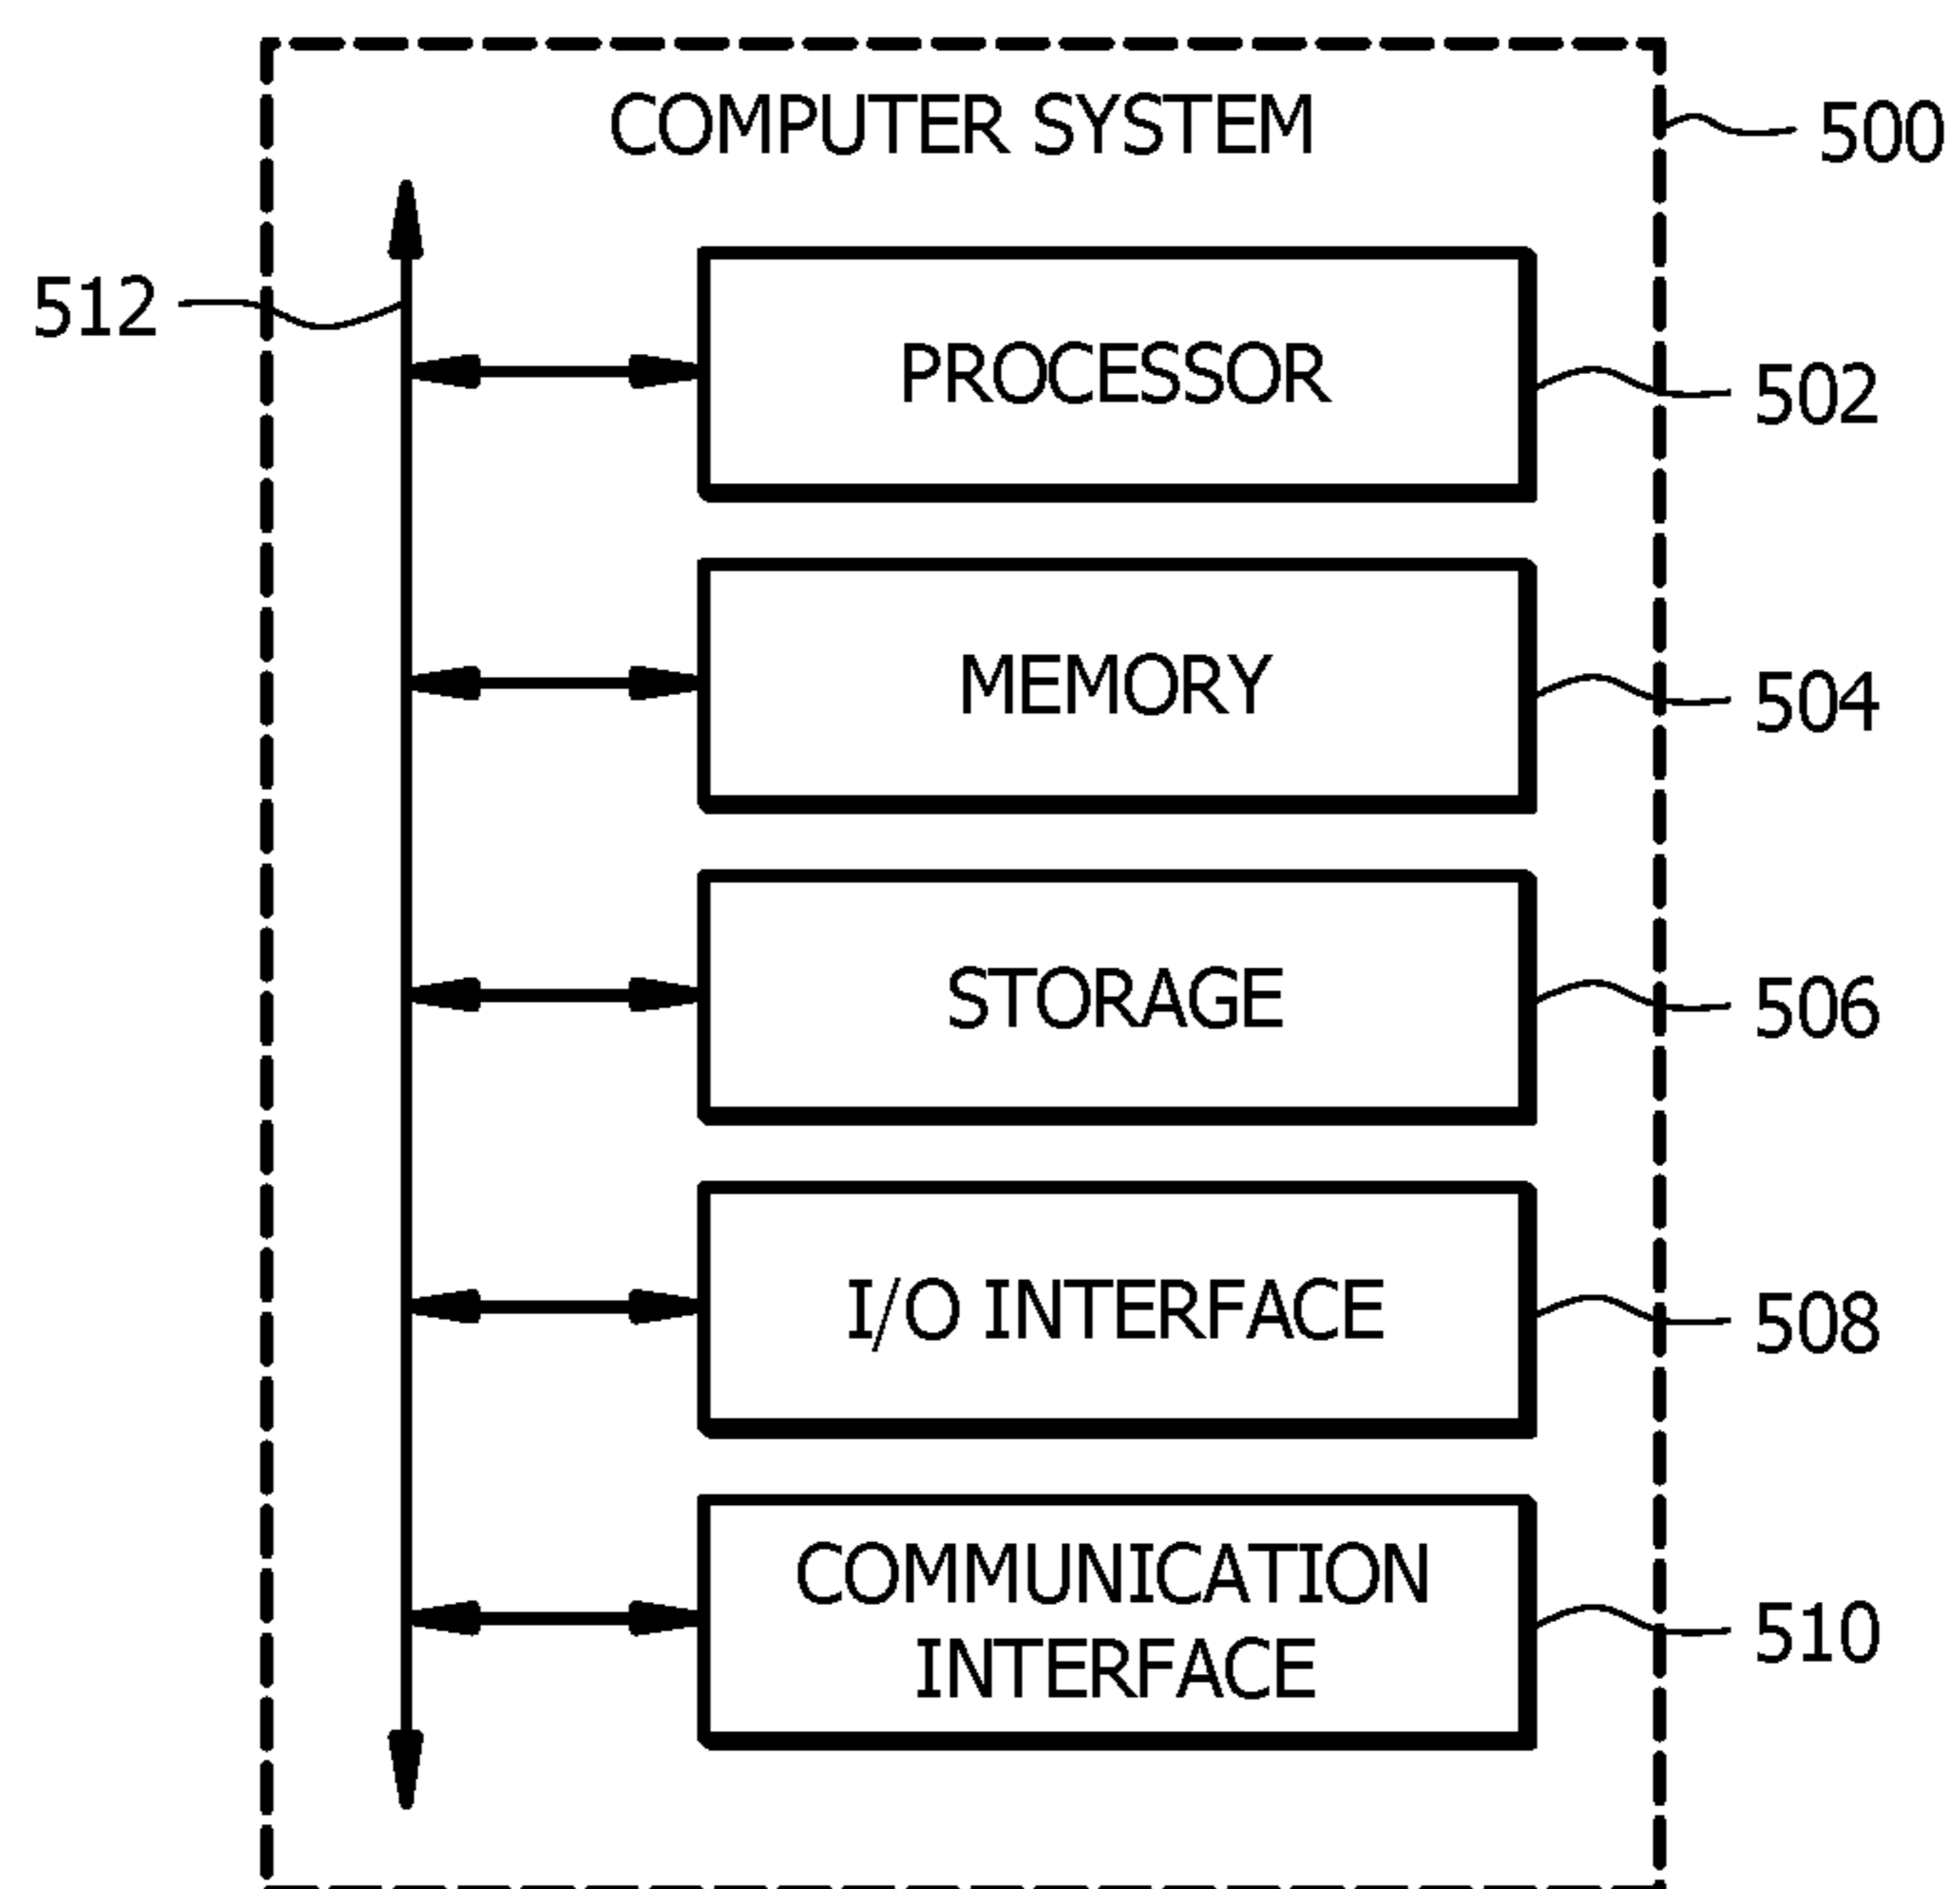 COMPUTER SYSTEM
500
512
PROCESSOR
502
MEMORY
504
STORAGE
506
I/O INTERFACE
508
COMMUNICATION
INTERFACE
510